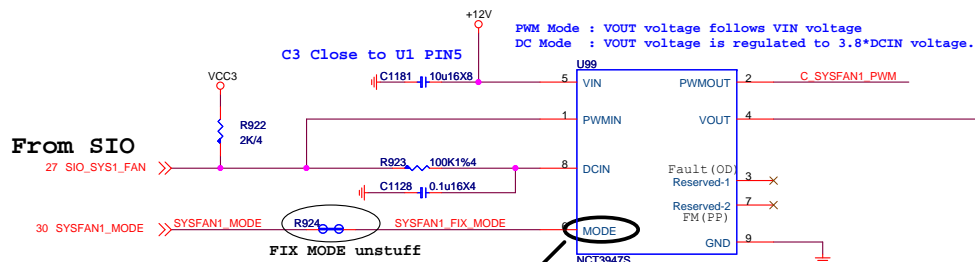 +12V
PWM Mode : VOUT voltage follows VIN voltage
DC Mode : VOUT voltage is regulated to 3.8*DCIN voltage.
C3 Close to U1 PIN5
U99
VCC3
C1181 10u16X8
5 VIN
PWMOUT 2
C_SYSFAN1_PWM
R922
2K/4
1 PWMIN
VOUT 4
From SIO
27 SIO_SYS1_FAN
R923 100K1%4
8 DCIN
Fault(OD)
Reserved-1 3
C1128 0.1u16X4
Reserved-2 7
FM(PP)
30 SYSFAN1_MODE
SYSFAN1_MODE
R924
SYSFAN1_FIX_MODE
MODE
FIX MODE unstuff
GND 9
NCT3947S